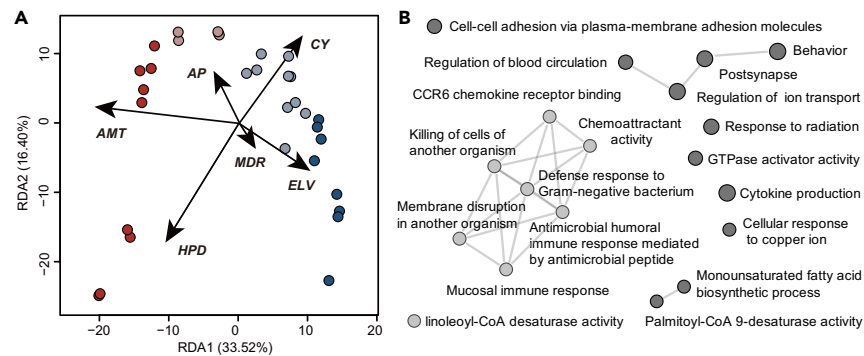 A
RDA2 (16.40%)
10
0
−10
−20
CY
AP
AMT
MDR
ELV
HPD
−20
−10
0
10
20
RDA1 (33.52%)
B
Cell-cell adhesion via plasma-membrane adhesion molecules
Regulation of blood circulation
Behavior
Postsynapse
Regulation of ion transport
CCR6 chemokine receptor binding
Chemoattractant
activity
Response to radiation
Killing of cells of
another organism
GTPase activator activity
Defense response to
Gram-negative bacterium
Cytokine production
Membrane disruption
in another organism
Antimicrobial humoral
immune response mediated
by antimicrobial peptide
Cellular response
to copper ion
Mucosal immune response
Monounsaturated fatty acid
biosynthetic process
linoleoyl-CoA desaturase activity
Palmitoyl-CoA 9-desaturase activity